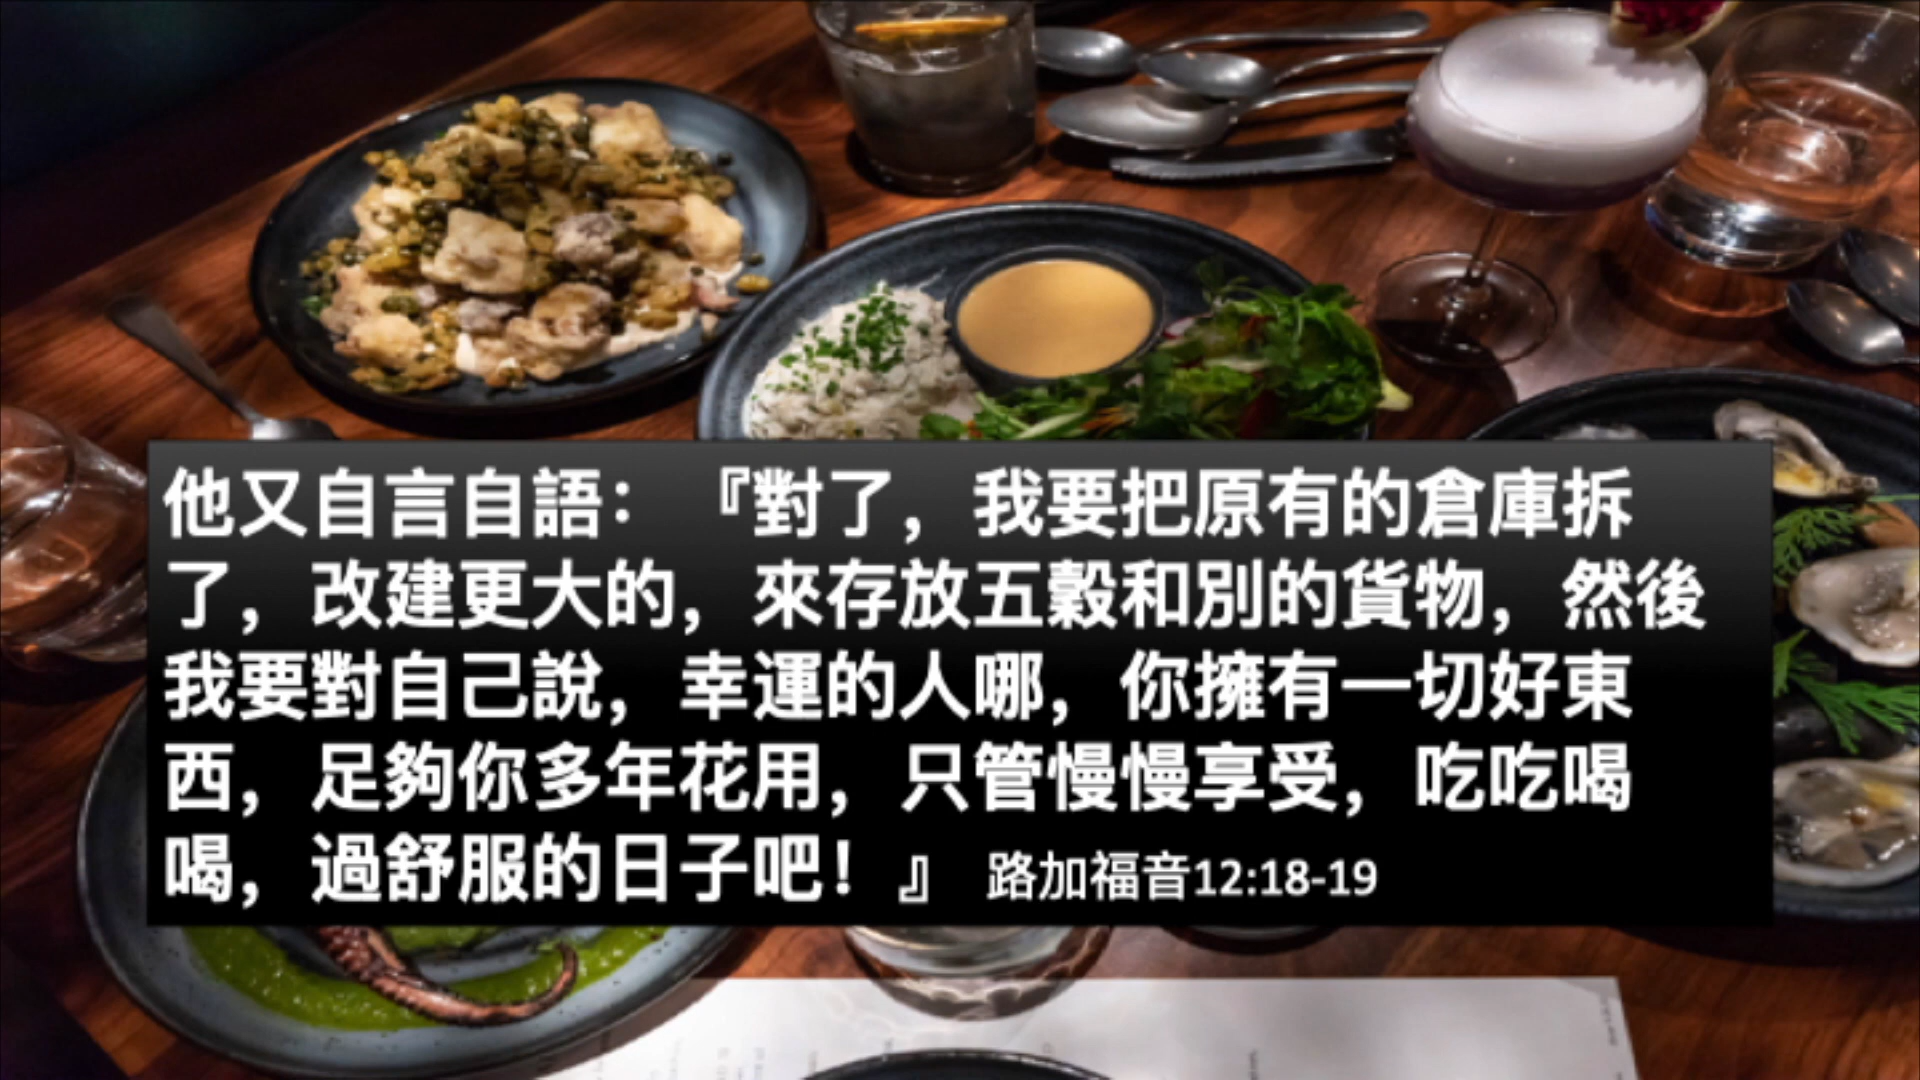 他又自言自語：『對了，我要把原有的倉庫拆
了，改建更大的，來存放五穀和別的貨物，然後
我要對自己說，幸運的人哪，你擁有一切好東
西，足夠你多年花用，只管慢慢享受，吃吃喝
喝，過舒服的日子吧！』 路加福音12:18-19